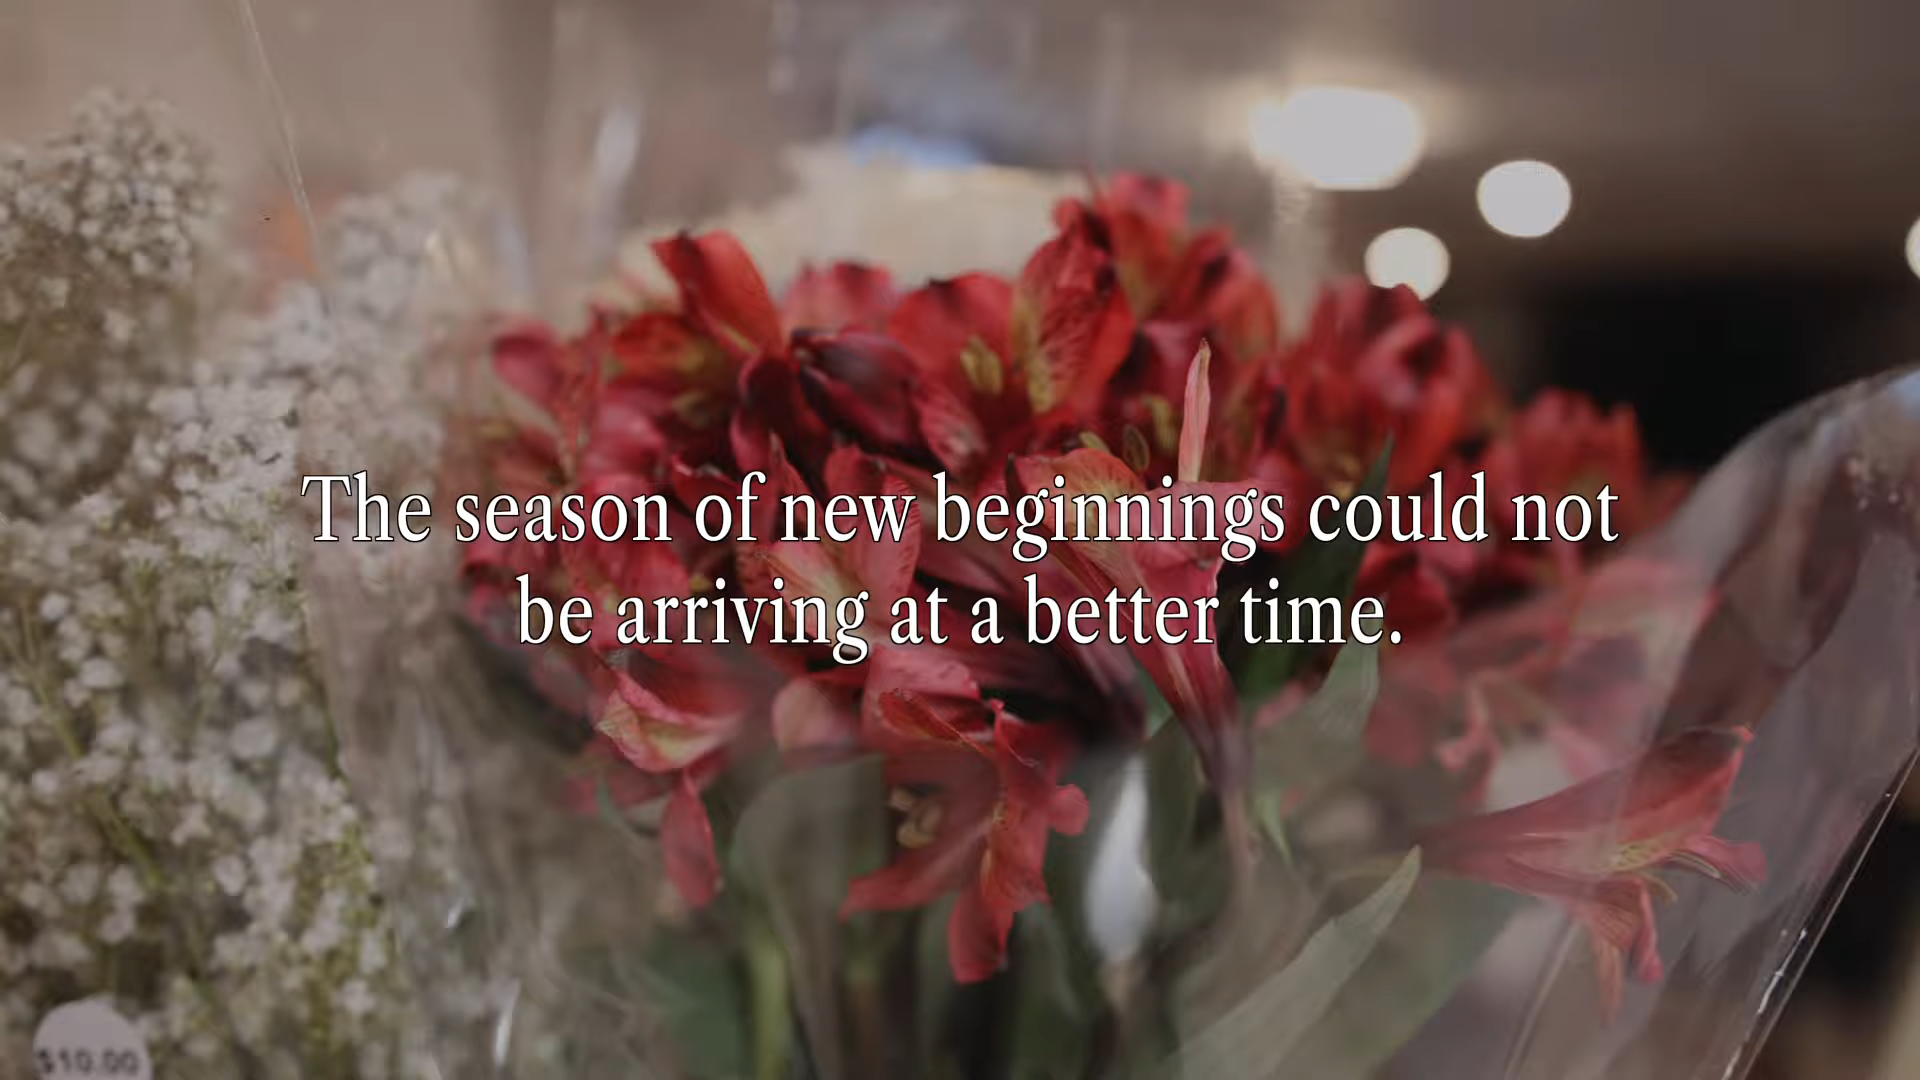 The season of new beginnings could not
be arriving at a better time.
$10.00